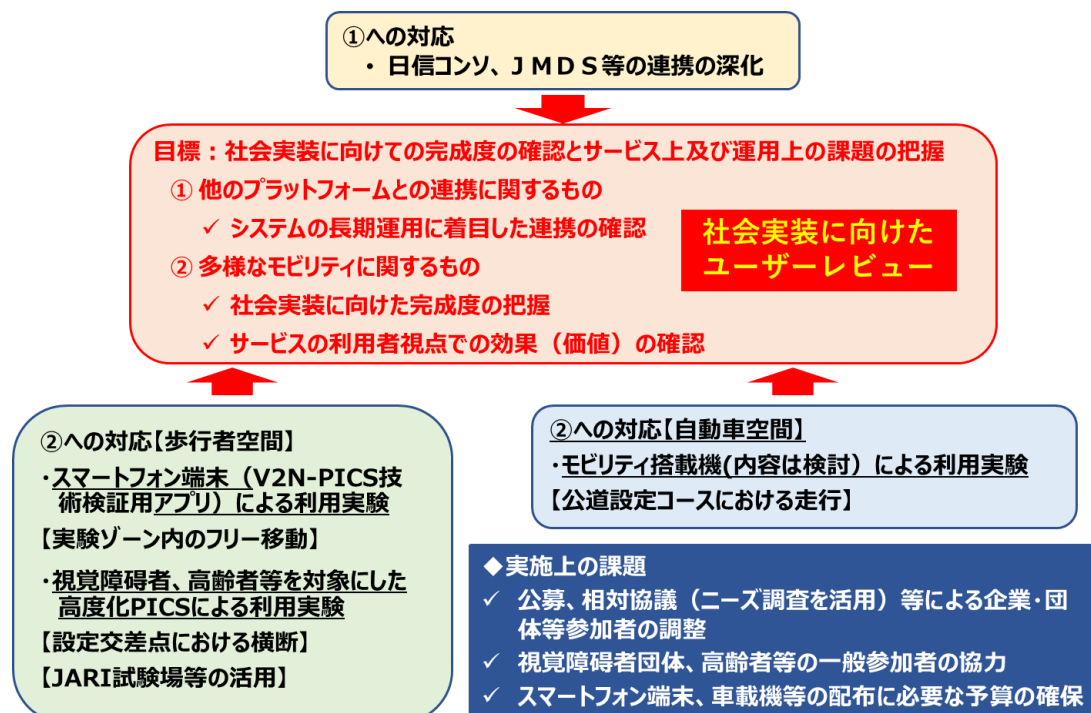 ①への対応
・ 日信コンソ、JMDS等の連携の深化
目標：社会実装に向けての完成度の確認とサービス上及び運用上の課題の把握
① 他のプラットフォームとの連携に関するもの
✓ システムの長期運用に着目した連携の確認
② 多様なモビリティに関するもの
✓ 社会実装に向けた完成度の把握
✓ サービスの利用者視点での効果（価値）の確認
社会実装に向けた
ユーザーレビュー
②への対応【歩行者空間】
・スマートフォン端末（V2N-PICS技
術検証用アプリ）による利用実験
【実験ゾーン内のフリー移動】
・視覚障碍者、高齢者等を対象にした
高度化PICSによる利用実験
【設定交差点における横断】
【JARI試験場等の活用】
②への対応【自動車空間】
・モビリティ搭載機(内容は検討）による利用実験
【公道設定コースにおける走行】
◆実施上の課題
✓ 公募、相対協議（ニーズ調査を活用）等による企業・団
体等参加者の調整
✓ 視覚障碍者団体、高齢者等の一般参加者の協力
✓ スマートフォン端末、車載機等の配布に必要な予算の確保